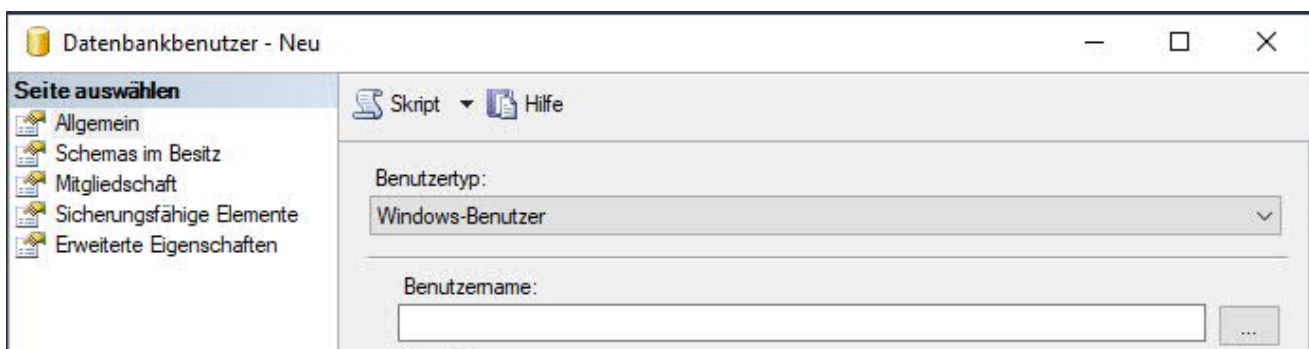 Datenbankbenutzer - Neu
Seite auswählen
Allgemein
Schemas im Besitz
Mitgliedschaft
Sicherungsfähige Elemente
Erweiterte Eigenschaften
Skript Hilfe
Benutzertyp:
Windows-Benutzer
Benutzername:
...